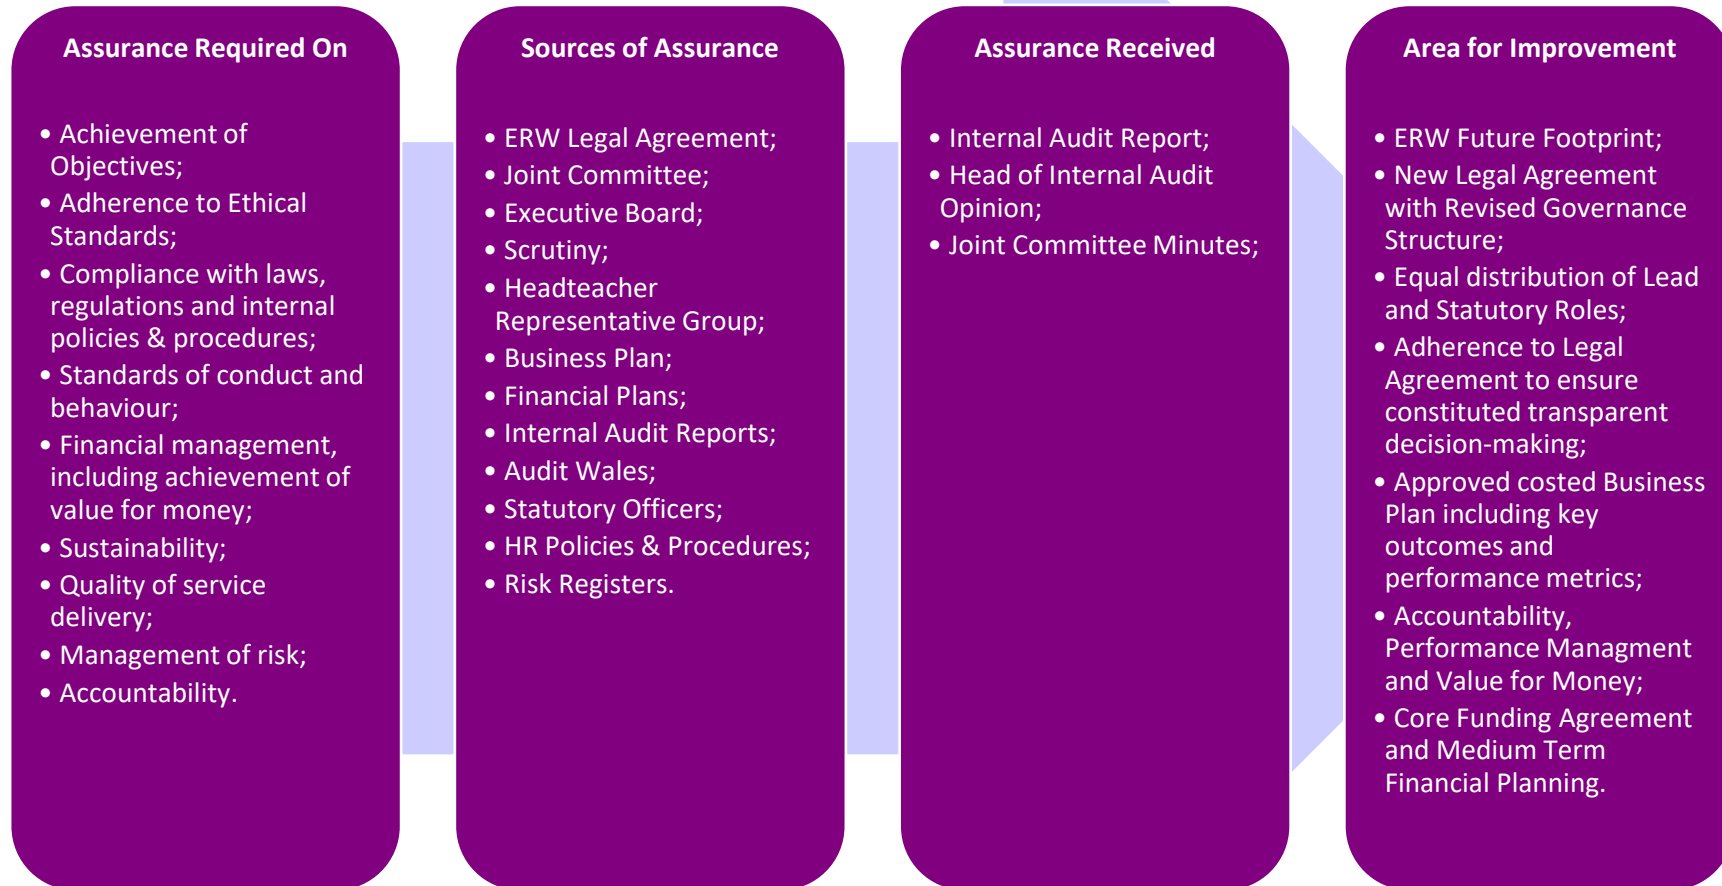 Assurance Required On
• Achievement of
Objectives;
• Adherence to Ethical
Standards;
• Compliance with laws,
regulations and internal
policies & procedures;
• Standards of conduct and
behaviour;
• Financial management,
including achievement of
value for money;
• Sustainability;
• Quality of service
delivery;
• Management of risk;
• Accountability.
Sources of Assurance
• ERW Legal Agreement;
• Joint Committee;
• Executive Board;
• Scrutiny;
• Headteacher
Representative Group;
• Business Plan;
• Financial Plans;
• Internal Audit Reports;
• Audit Wales;
• Statutory Officers;
• HR Policies & Procedures;
• Risk Registers.
Assurance Received
• Internal Audit Report;
• Head of Internal Audit
Opinion;
• Joint Committee Minutes;
Area for Improvement
• ERW Future Footprint;
• New Legal Agreement
with Revised Governance
Structure;
• Equal distribution of Lead
and Statutory Roles;
• Adherence to Legal
Agreement to ensure
constituted transparent
decision-making;
• Approved costed Business
Plan including key
outcomes and
performance metrics;
• Accountability,
Performance Managment
and Value for Money;
• Core Funding Agreement
and Medium Term
Financial Planning.